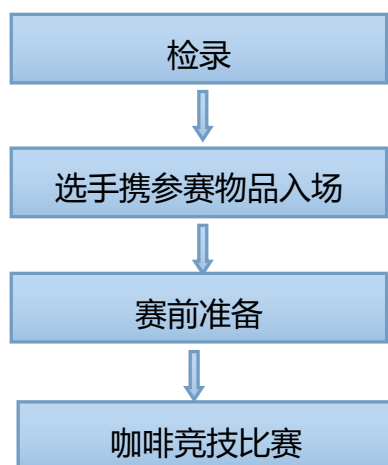 检录
选手携参赛物品入场
赛前准备
咖啡竞技比赛